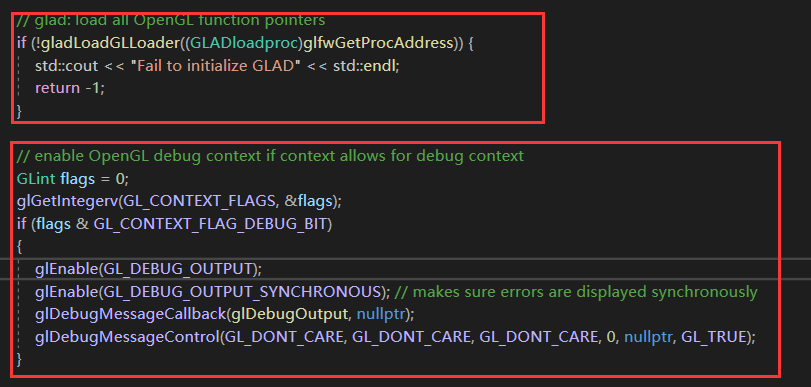 // glad: load all OpenGL function pointers
if (!gladLoadGLLoader((GLADloadproc)glfwGetProcAddress)) {
std::cout << "Fail to initialize GLAD" << std::endl;
return -1;
}
// enable OpenGL debug context if context allows for debug context
GLint flags = 0;
glGetIntegerv(GL_CONTEXT_FLAGS, &flags);
if (flags & GL_CONTEXT_FLAG_DEBUG_BIT)
{
glEnable(GL_DEBUG_OUTPUT);
glEnable(GL_DEBUG_OUTPUT_SYNCHRONOUS); // makes sure errors are displayed synchronously
glDebugMessageCallback(glDebugOutput, nullptr);
glDebugMessageControl(GL_DONT_CARE, GL_DONT_CARE, GL_DONT_CARE, 0, nullptr, GL_TRUE);
}